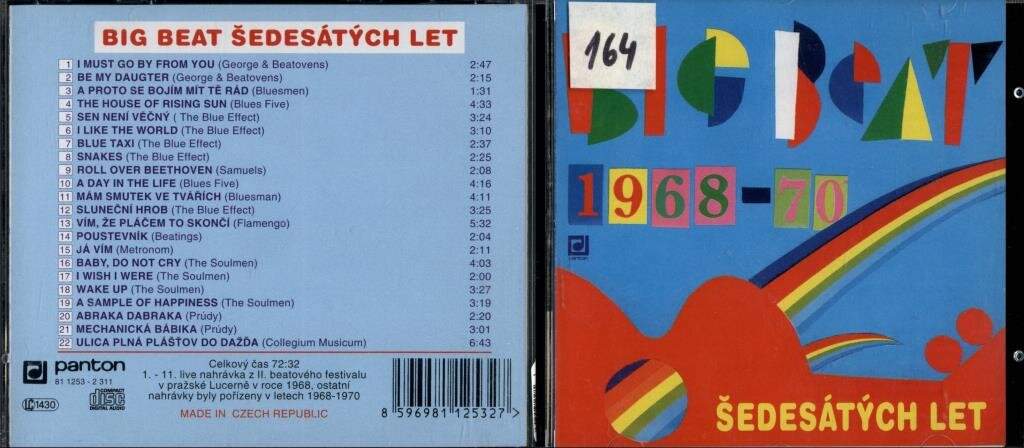 BIG BEAT ŠEDESÁTÝCH LET
1 I MUST GO BY FROM YOU (George & Beatovens) 2:47
2 BE MY DAUGTER (George & Beatovens) 2:15
3 A PROTO SE BOJÍM MÍT TĚ RÁD (Bluesmen) 1:31
4 THE HOUSE OF RISING SUN (Blues Five) 4:33
5 SEN NENÍ VĚČNÝ ( The Blue Effect) 3:24
6 I LIKE THE WORLD (The Blue Effect) 3:10
7 BLUE TAXI (The Blue Effect) 2:37
8 SNAKES (The Blue Effect) 2:25
9 ROLL OVER BEETHOVEN (Samuels) 2:08
10 A DAY IN THE LIFE (Blues Five) 4:16
11 MÁM SMUTEK VE TVÁŘÍCH (Bluesman) 4:11
12 SLUNEČNÍ HROB (The Blue Effect) 3:25
13 VÍM, ŽE PLÁČEM TO SKONČÍ (Flamengo) 5:32
14 POUSTEVNÍK (Beatings) 2:04
15 JÁ VÍM (Metronom) 2:11
16 BABY, DO NOT CRY (The Soulmen) 4:03
17 I WISH I WERE (The Soulmen) 2:00
18 WAKE UP (The Soulmen) 3:27
19 A SAMPLE OF HAPPINESS (The Soulmen) 3:19
20 ABRAKA DABRAKA (Prúdy) 2:20
21 MECHANICKÁ BÁBIKA (Prúdy) 3:01
22 ULICA PLNÁ PLÁŠŤOV DO DAŽĎA (Collegium Musicum) 6:43
panton
81 1253 - 2 311
COMPACT
disc
DIGITAL AUDIO
LC 1430
Celkový čas 72:32
1. - 11. live nahrávka z II. beatového festivalu
v pražské Lucerně v roce 1968, ostatní
nahrávky byly pořízeny v letech 1968-1970
MADE IN CZECH REPUBLIC
8 596981 125327 >
164
BIG BEAT
1968-70
panton
ŠEDESÁTÝCH LET